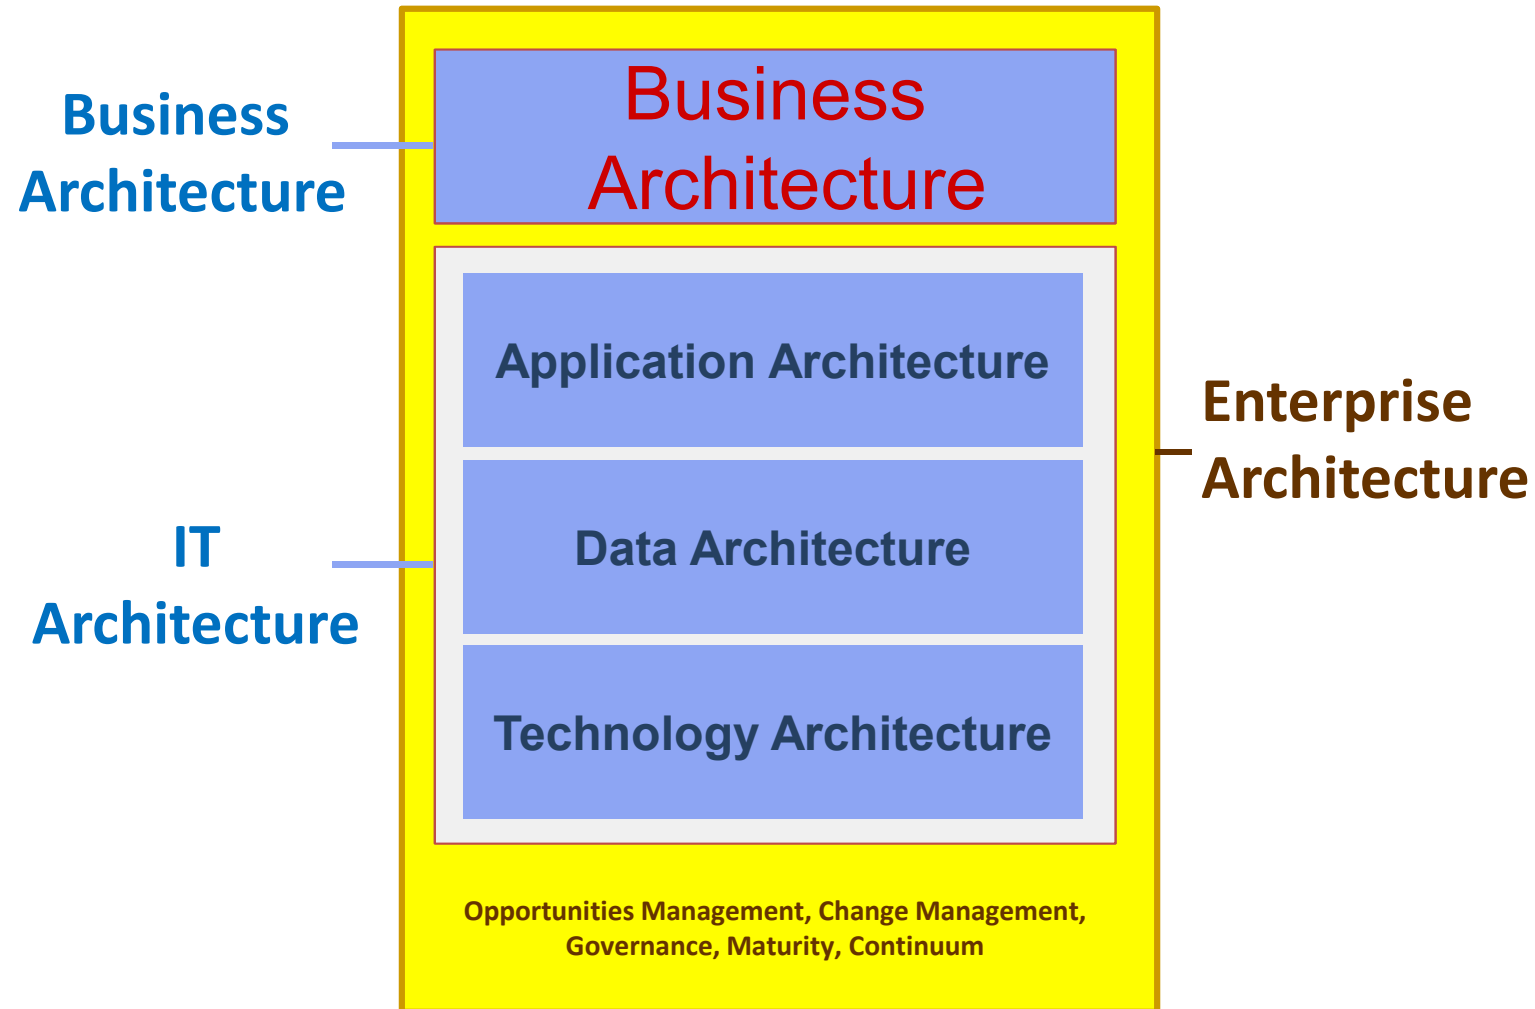 Business
Architecture
Business
Architecture
Application Architecture
Data Architecture
Technology Architecture
IT
Architecture
Enterprise
Architecture
Opportunities Management, Change Management,
Governance, Maturity, Continuum